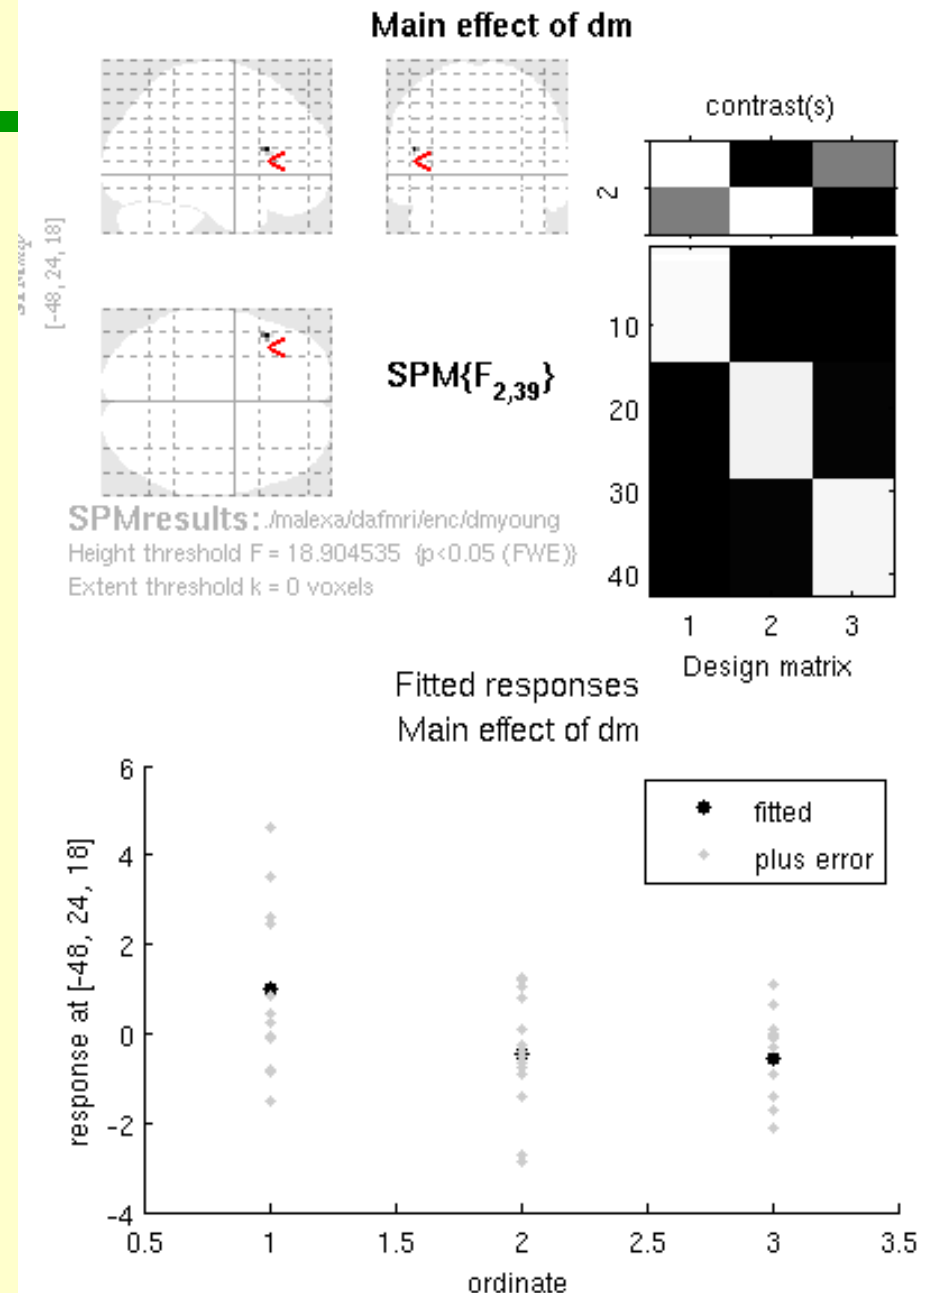 Main effect of dm
contrast(s)
2
[-48, 24, 18]
10
20
30
40
1 2 3
Design matrix
SPM{F2,39}
SPMresults: ./malexa/dafmri/enc/dmyoung
Height threshold F = 18.904535 {p<0.05 (FWE)}
Extent threshold k = 0 voxels
Fitted responses
Main effect of dm
6
4
2
0
-2
-4
response at [-48, 24, 18]
fitted
plus error
0.5 1 1.5 2 2.5 3 3.5
ordinate